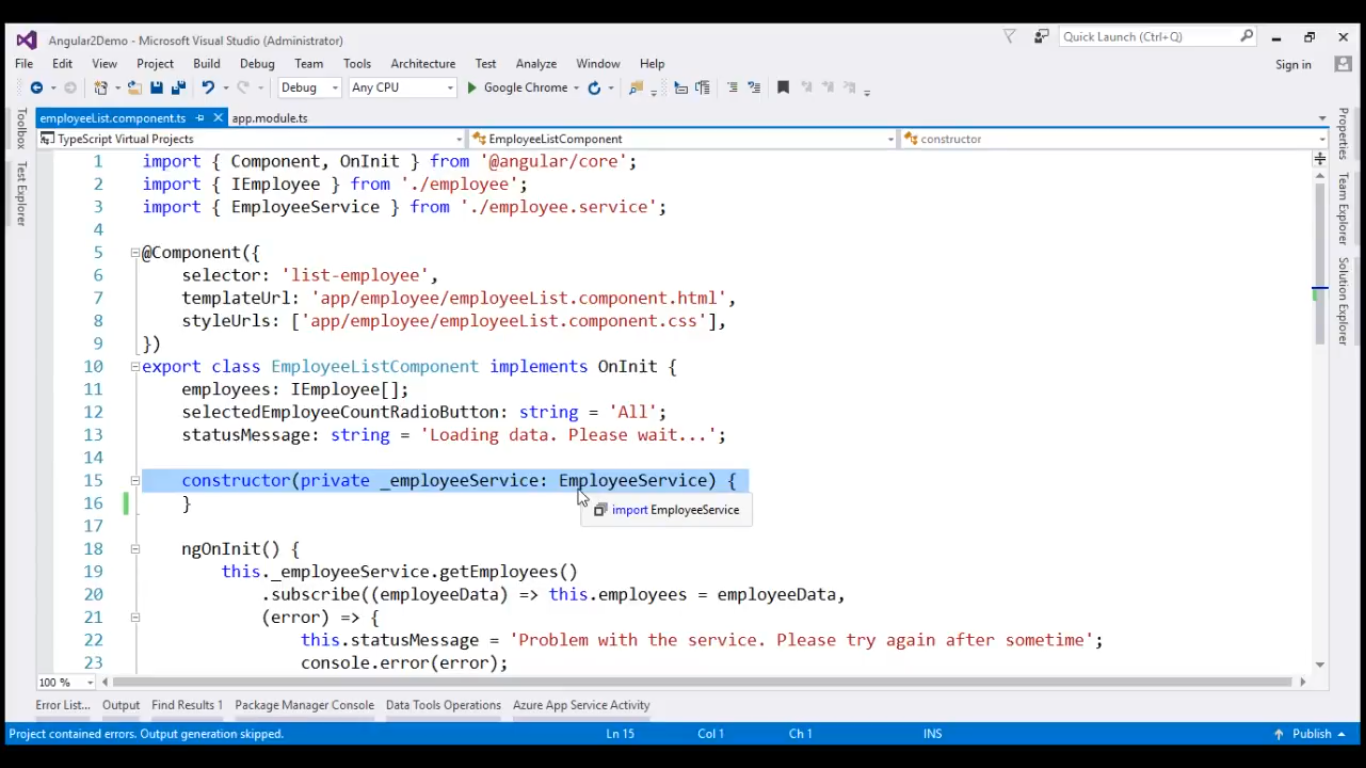 Angular2Demo - Microsoft Visual Studio (Administrator)
Quick Launch (Ctrl+Q)
File Edit View Project Build Debug Team Tools Architecture Test Analyze Window Help
Sign in
Debug Any CPU Google Chrome
employeeList.component.ts app.module.ts
TypeScript Virtual Projects EmployeeListComponent constructor
Toolbox
Test Explorer
Properties
Team Explorer
Solution Explorer
1 import { Component, OnInit } from '@angular/core';
2 import { IEmployee } from './employee';
3 import { EmployeeService } from './employee.service';
4
5 @Component({
6 selector: 'list-employee',
7 templateUrl: 'app/employee/employeeList.component.html',
8 styleUrls: ['app/employee/employeeList.component.css'],
9 })
10 export class EmployeeListComponent implements OnInit {
11 employees: IEmployee[];
12 selectedEmployeeCountRadioButton: string = 'All';
13 statusMessage: string = 'Loading data. Please wait...';
14
15 constructor(private _employeeService: EmployeeService) {
16 }
import EmployeeService
17
18 ngOnInit() {
19 this._employeeService.getEmployees()
20 .subscribe((employeeData) => this.employees = employeeData,
21 (error) => {
22 this.statusMessage = 'Problem with the service. Please try again after sometime';
23 console.error(error);
100 %
Error List... Output Find Results 1 Package Manager Console Data Tools Operations Azure App Service Activity
Project contained errors. Output generation skipped. Ln 15 Col 1 Ch 1 INS Publish